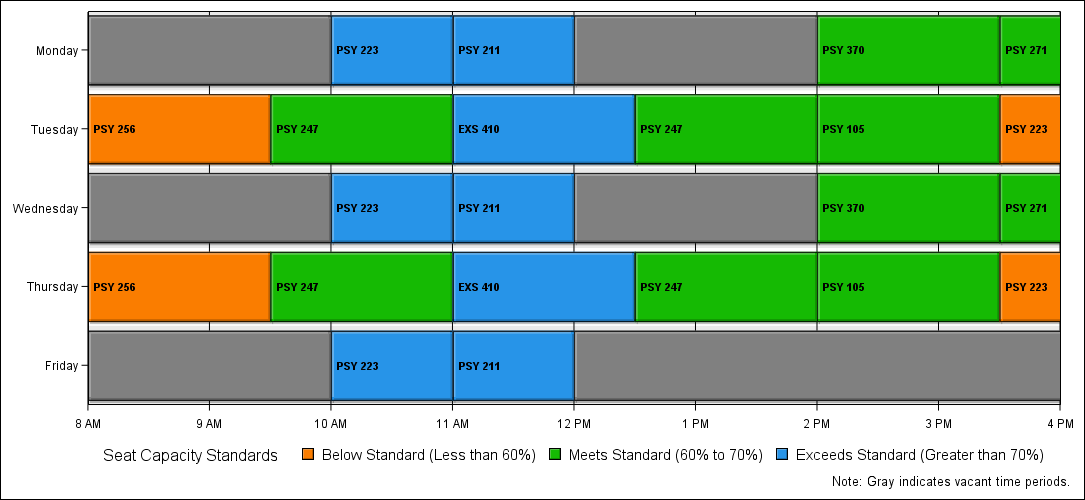 Monday PSY 223 PSY 211 PSY 370 PSY 271
Tuesday PSY 256 PSY 247 EXS 410 PSY 247 PSY 105 PSY 223
Wednesday PSY 223 PSY 211 PSY 370 PSY 271
Thursday PSY 256 PSY 247 EXS 410 PSY 247 PSY 105 PSY 223
Friday PSY 223 PSY 211
8 AM 9 AM 10 AM 11 AM 12 PM 1 PM 2 PM 3 PM 4 PM
Seat Capacity Standards Below Standard (Less than 60%) Meets Standard (60% to 70%) Exceeds Standard (Greater than 70%)
Note: Gray indicates vacant time periods.